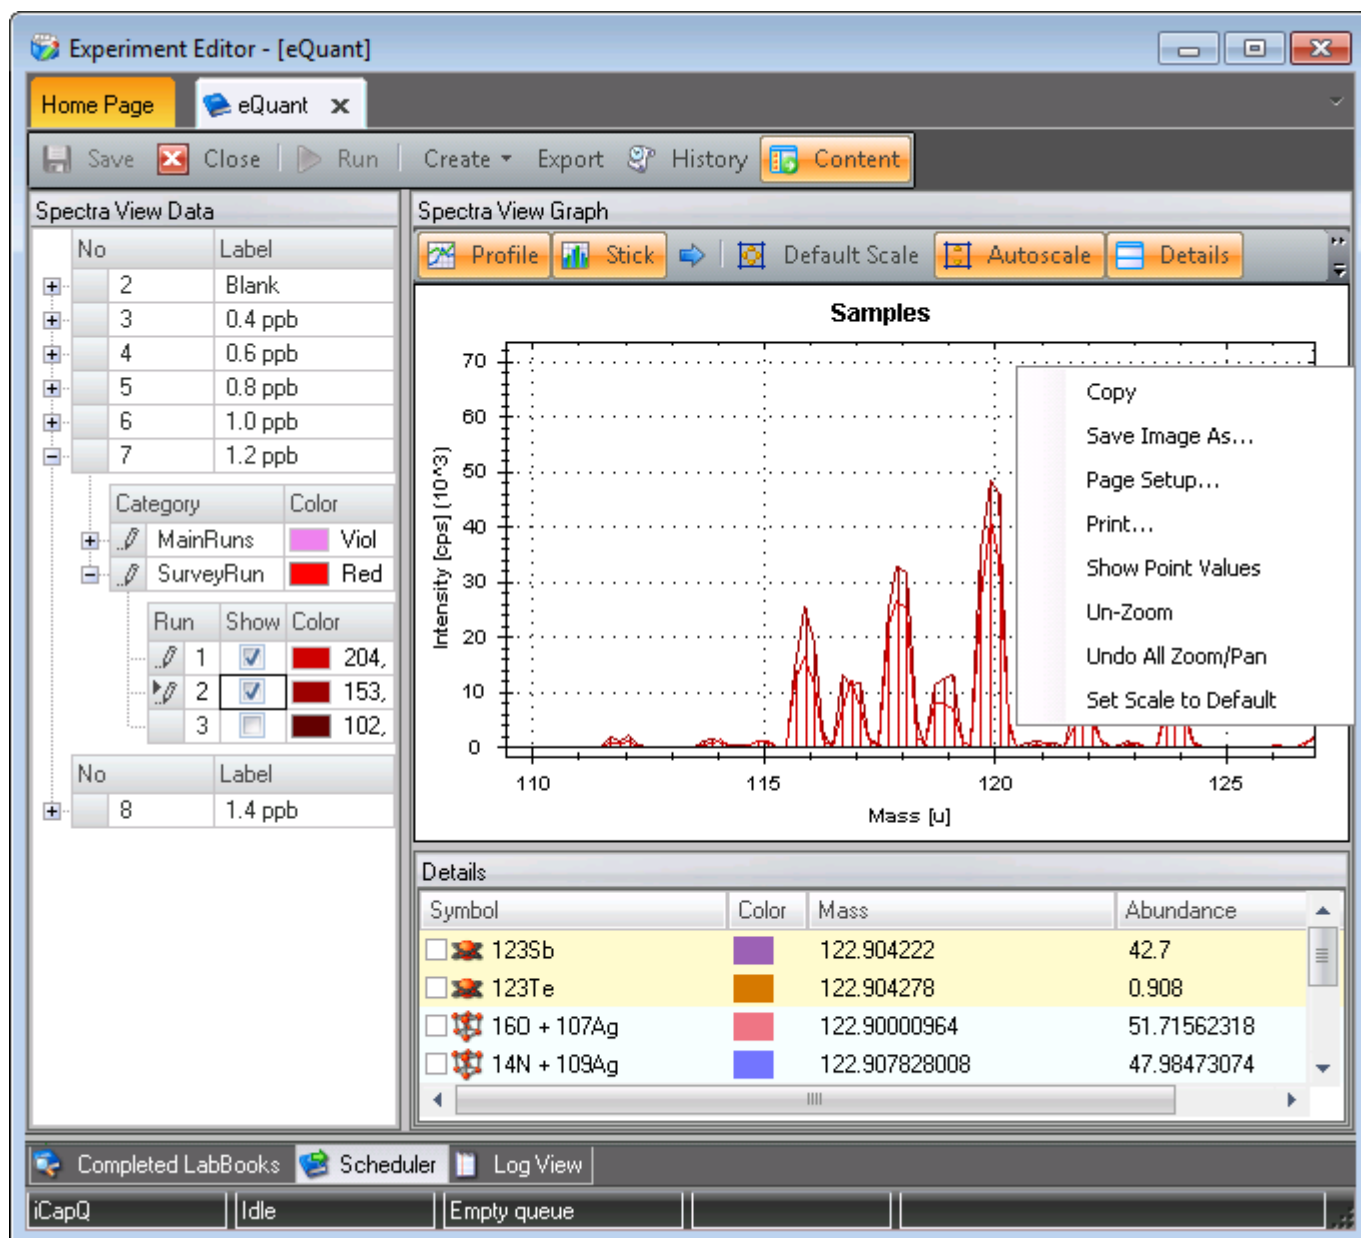 Experiment Editor - [eQuant]
Home Page eQuant
Save Close Run Create Export History Content
Spectra View Data
No Label
2 Blank
3 0.4 ppb
4 0.6 ppb
5 0.8 ppb
6 1.0 ppb
7 1.2 ppb
Category Color
MainRuns Viol
SurveyRun Red
Run Show Color
1 204,
2 153,
3 102,
No Label
8 1.4 ppb
Spectra View Graph
Profile Stick Default Scale Autoscale Details
Samples
Intensity [cps] (10^3)
70
60
50
40
30
20
10
0
110 115 120 125
Mass [u]
Copy
Save Image As...
Page Setup...
Print...
Show Point Values
Un-Zoom
Undo All Zoom/Pan
Set Scale to Default
Details
Symbol Color Mass Abundance
123Sb 122.904222 42.7
123Te 122.904278 0.908
16O + 107Ag 122.90000964 51.71562318
14N + 109Ag 122.907828008 47.98473074
Completed LabBooks Scheduler Log View
iCapQ Idle Empty queue